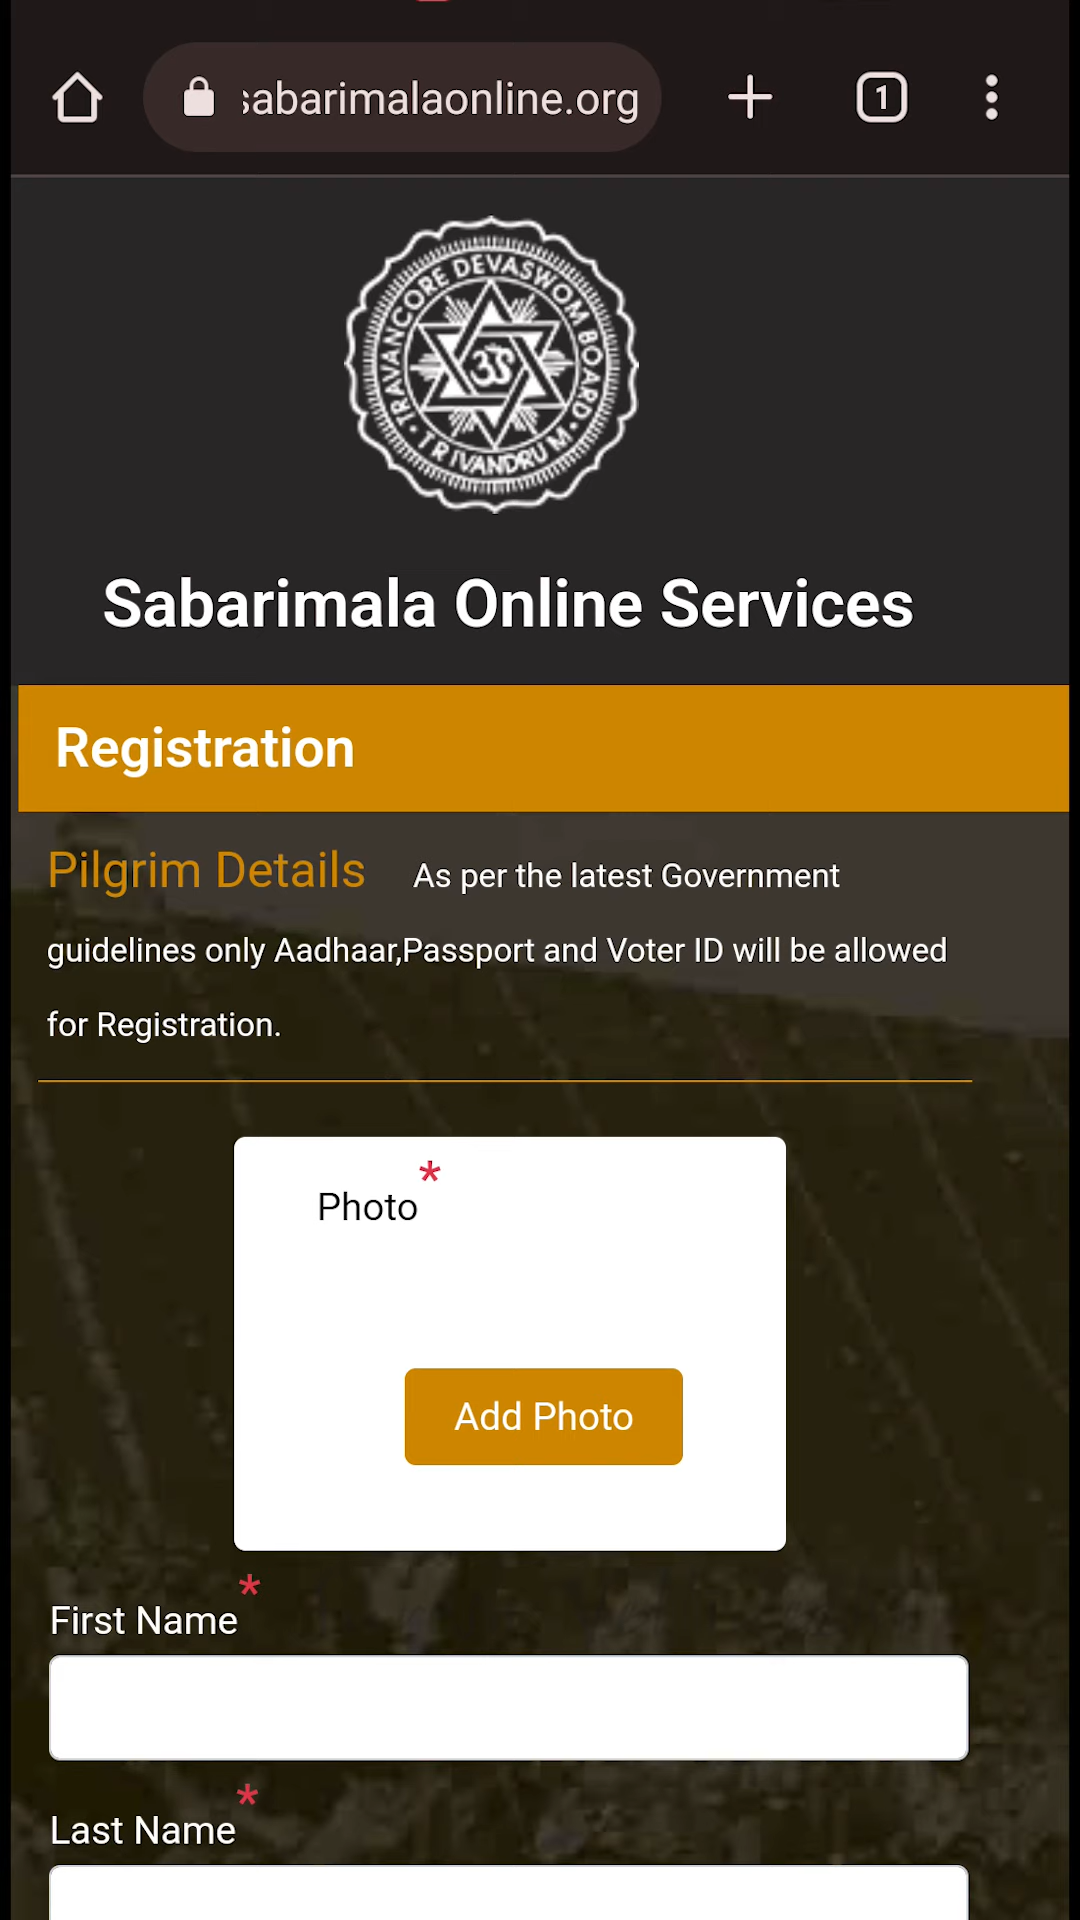 sabarimalaonline.org
1
TRAVANCORE DEVASWOM BOARD
ॐ
TRIVANDRUM
Sabarimala Online Services
Registration
Pilgrim Details As per the latest Government
guidelines only Aadhaar,Passport and Voter ID will be allowed
for Registration.
Photo*
Add Photo
First Name*
Last Name*